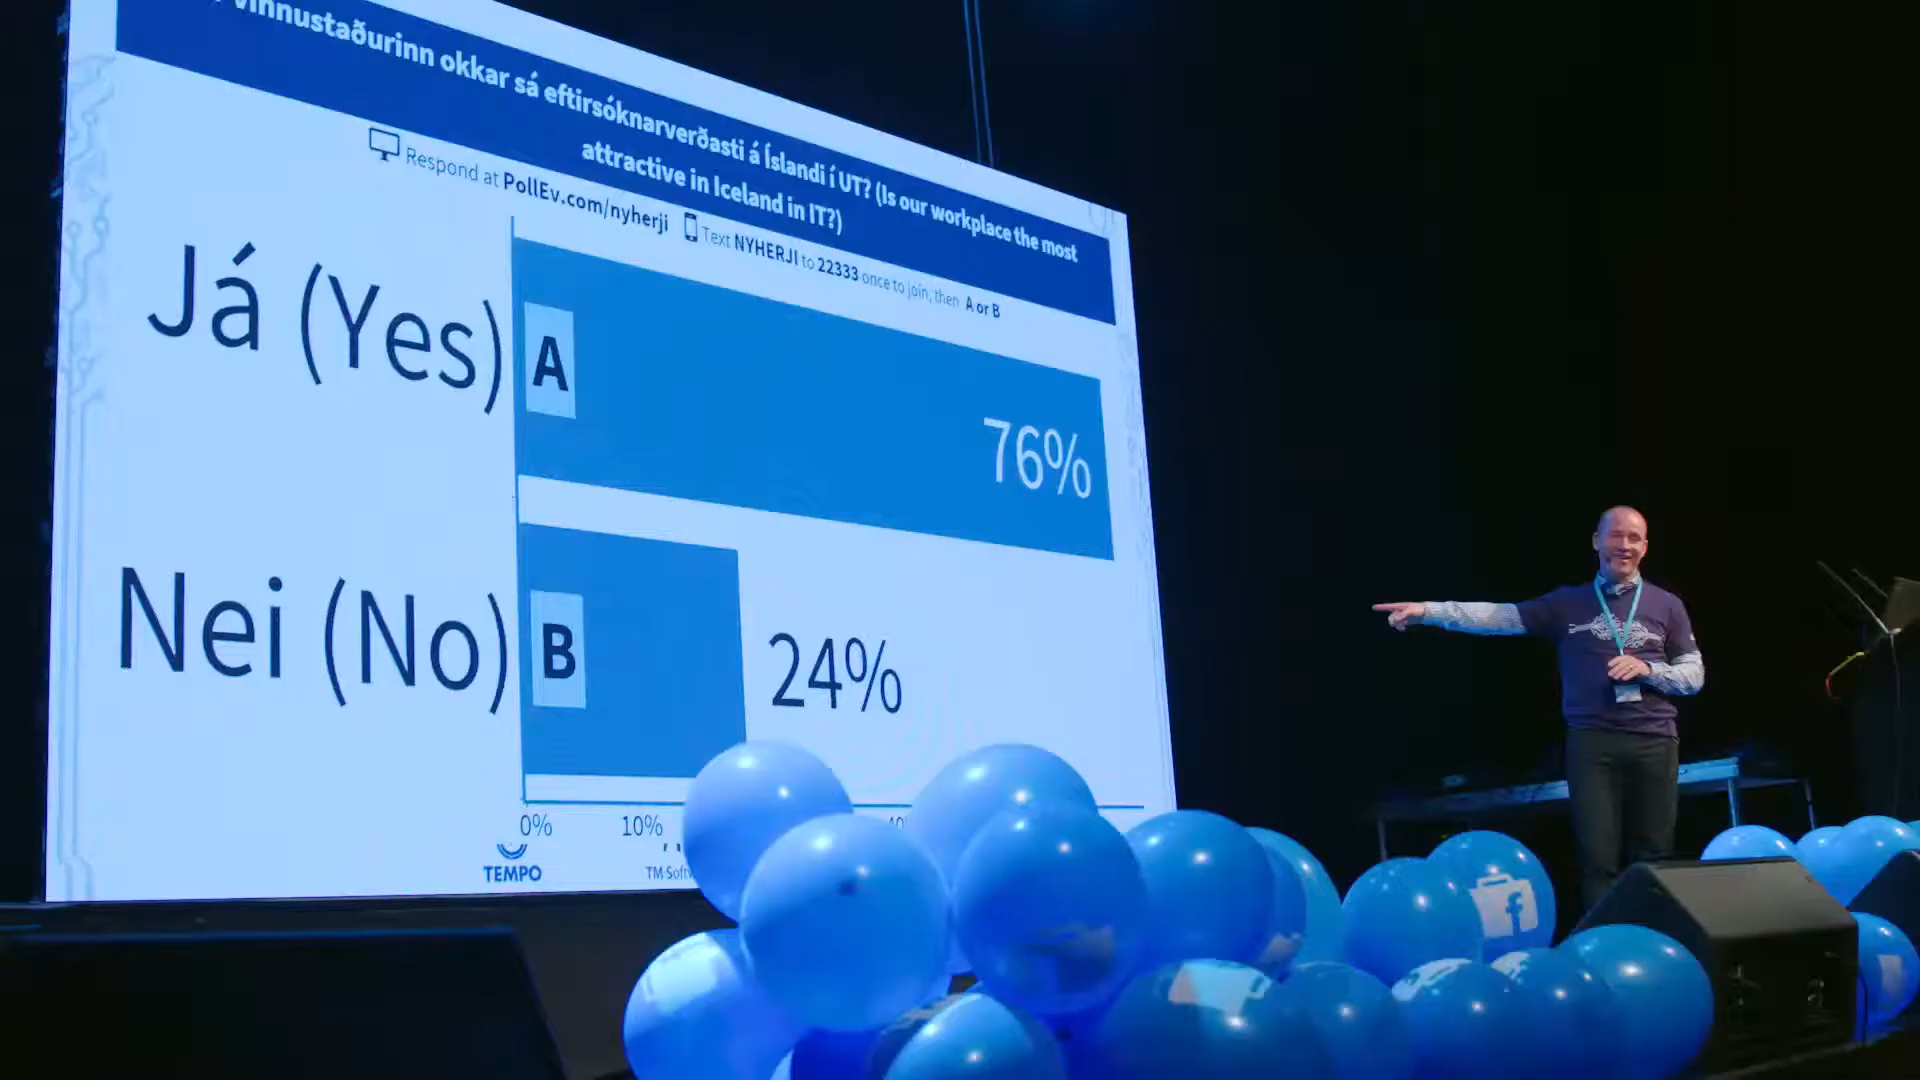 vinnustaðurinn okkar sá eftirsóknarverðasti á Íslandi í UT? (Is our workplace the most
attractive in Iceland in IT?)
Respond at PollEv.com/nyherji Text NYHERJI to 22333 once to join, then A or B
Já (Yes) A 76%
Nei (No) B 24%
0% 10%
TEMPO TM
f